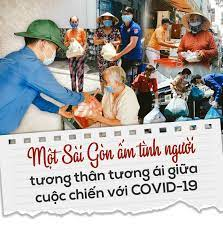 Một Sài Gòn ấm tình người
tương thân tương ái giữa
cuộc chiến với COVID-19